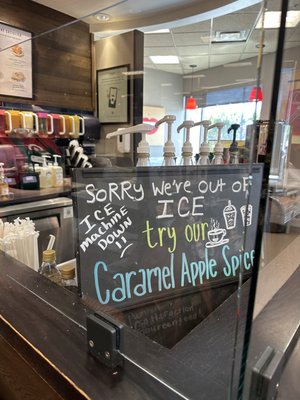 SORRY We're OUT OF
ICE
ICE
machine
DOWN!!
try our
Caramel Apple Spice